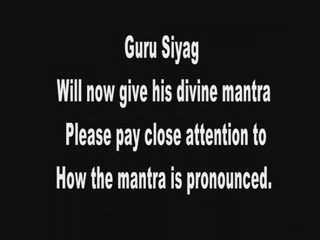 Guru Siyag
Will now give his divine mantra
Please pay close attention to
How the mantra is pronounced.